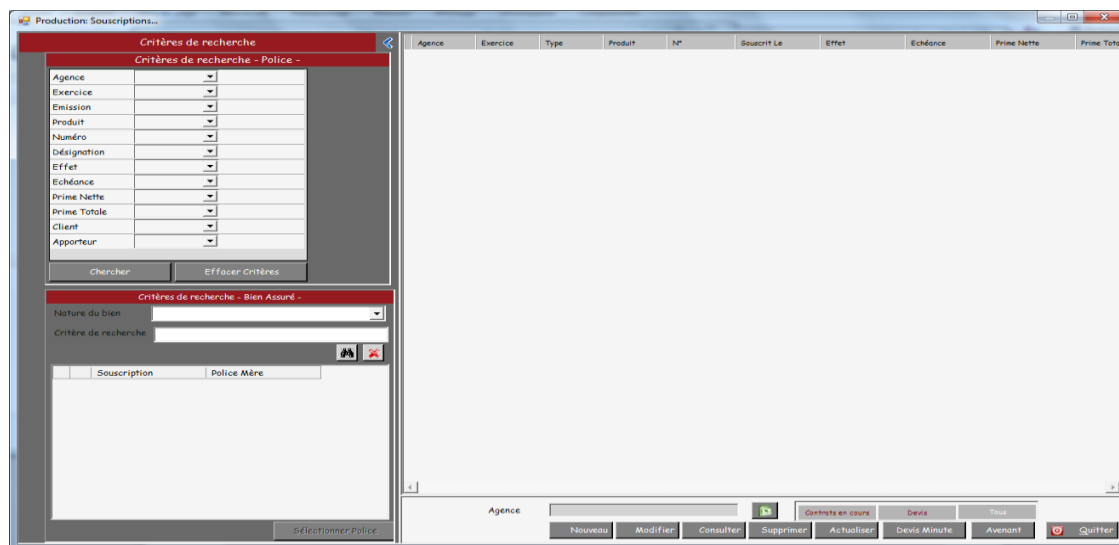 Production: Souscriptions...
Critères de recherche
Critères de recherche - Police -
Agence
Exercice
Emission
Produit
Numéro
Désignation
Effet
Echéance
Prime Nette
Prime Totale
Client
Apporteur
Chercher
Effacer Critères
Critères de recherche - Bien Assuré -
Nature du bien
Critère de recherche
Souscription Police Mère
Sélectionner Police
Agence Exercice Type Produit N° Souscrit Le Effet Echéance Prime Nette Prime Tota
Agence
Contrats en cours Devis Tous
Nouveau Modifier Consulter Supprimer Actualiser Devis Minute Avenant Quitter